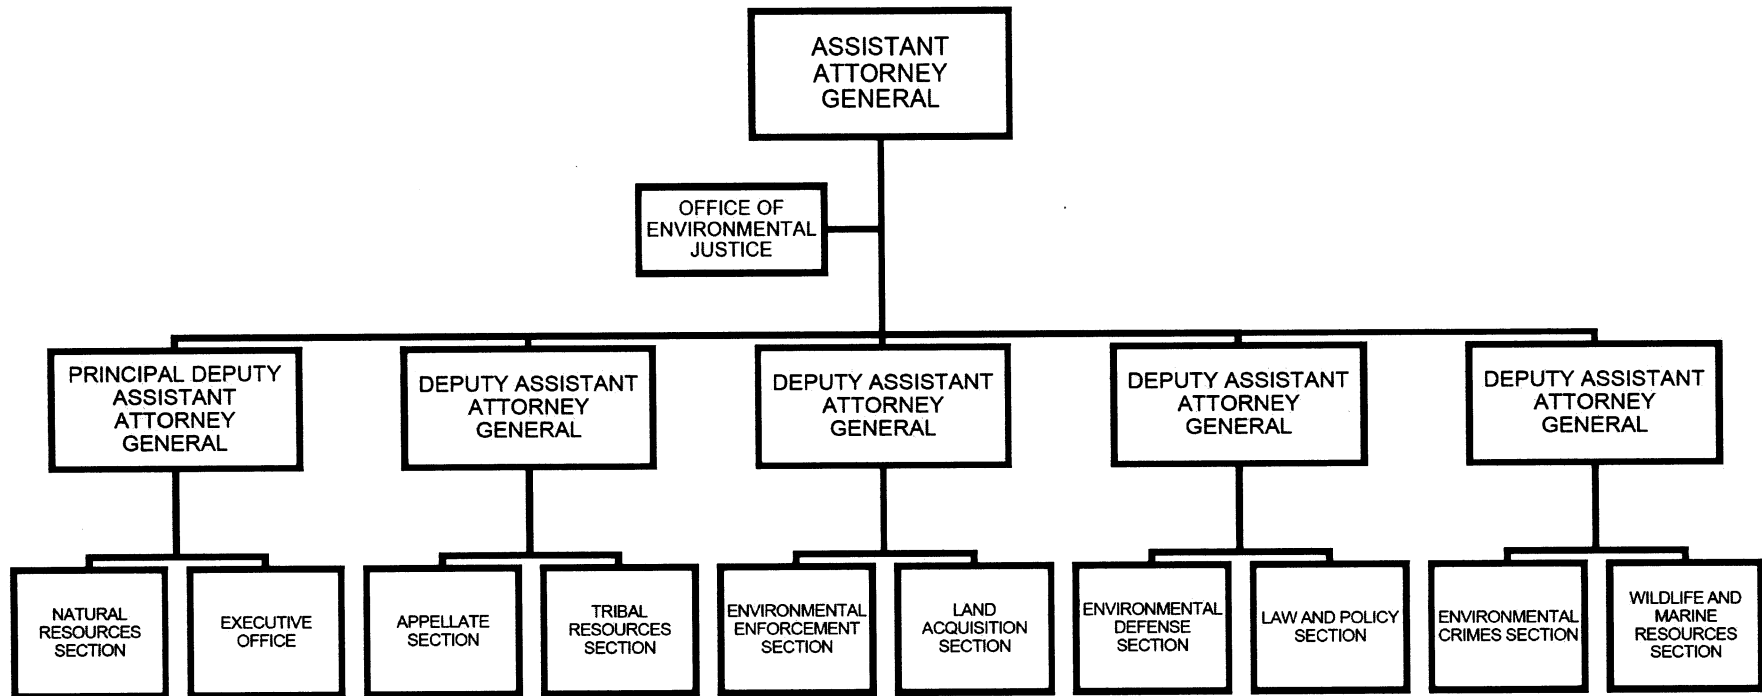 ASSISTANT
ATTORNEY
GENERAL
OFFICE OF
ENVIRONMENTAL
JUSTICE
PRINCIPAL DEPUTY
ASSISTANT
ATTORNEY
GENERAL
DEPUTY ASSISTANT
ATTORNEY
GENERAL
DEPUTY ASSISTANT
ATTORNEY
GENERAL
DEPUTY ASSISTANT
ATTORNEY
GENERAL
DEPUTY ASSISTANT
ATTORNEY
GENERAL
NATURAL
RESOURCES
SECTION
EXECUTIVE
OFFICE
APPELLATE
SECTION
TRIBAL
RESOURCES
SECTION
ENVIRONMENTAL
ENFORCEMENT
SECTION
LAND
ACQUISITION
SECTION
ENVIRONMENTAL
DEFENSE
SECTION
LAW AND POLICY
SECTION
ENVIRONMENTAL
CRIMES SECTION
WILDLIFE AND
MARINE
RESOURCES
SECTION